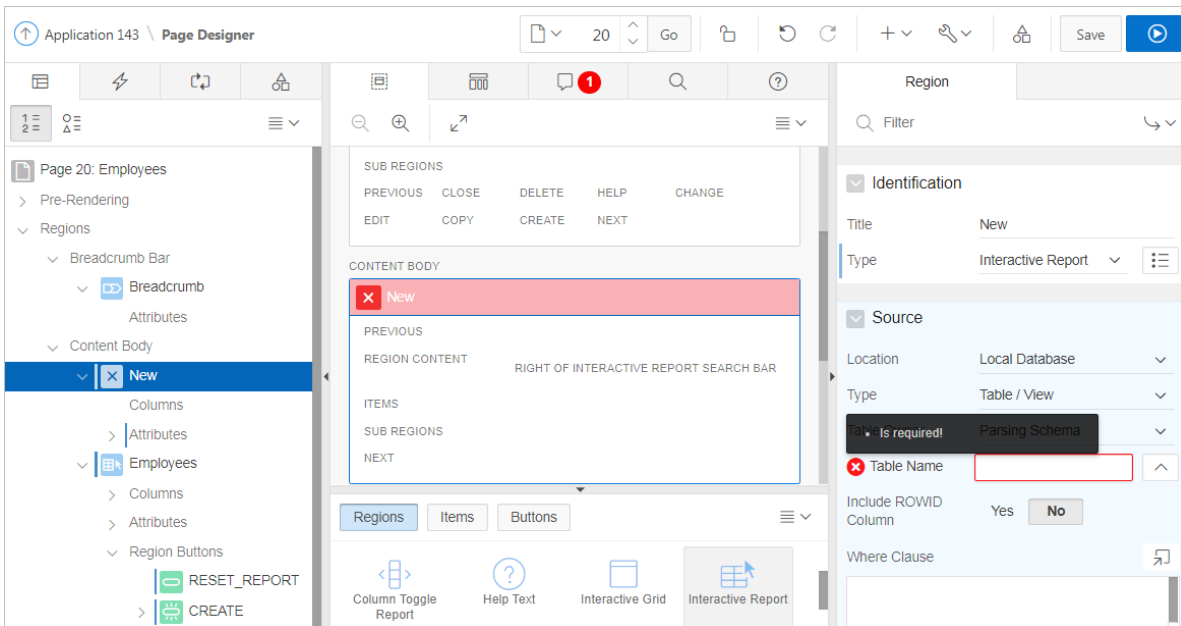 Application 143 \ Page Designer
20
Go
Save
1
Region
Filter
Page 20: Employees
Pre-Rendering
Regions
Breadcrumb Bar
Breadcrumb
Attributes
Content Body
New
Columns
Attributes
Employees
Columns
Attributes
Region Buttons
RESET_REPORT
CREATE
SUB REGIONS
PREVIOUS CLOSE DELETE HELP CHANGE
EDIT COPY CREATE NEXT
CONTENT BODY
New
PREVIOUS
REGION CONTENT
RIGHT OF INTERACTIVE REPORT SEARCH BAR
ITEMS
SUB REGIONS
NEXT
Regions Items Buttons
Column Toggle Report
Help Text
Interactive Grid
Interactive Report
Identification
Title New
Type Interactive Report
Source
Location Local Database
Type Table / View
Parsing Schema
Is required!
Table Name
Include ROWID
Column
Yes No
Where Clause